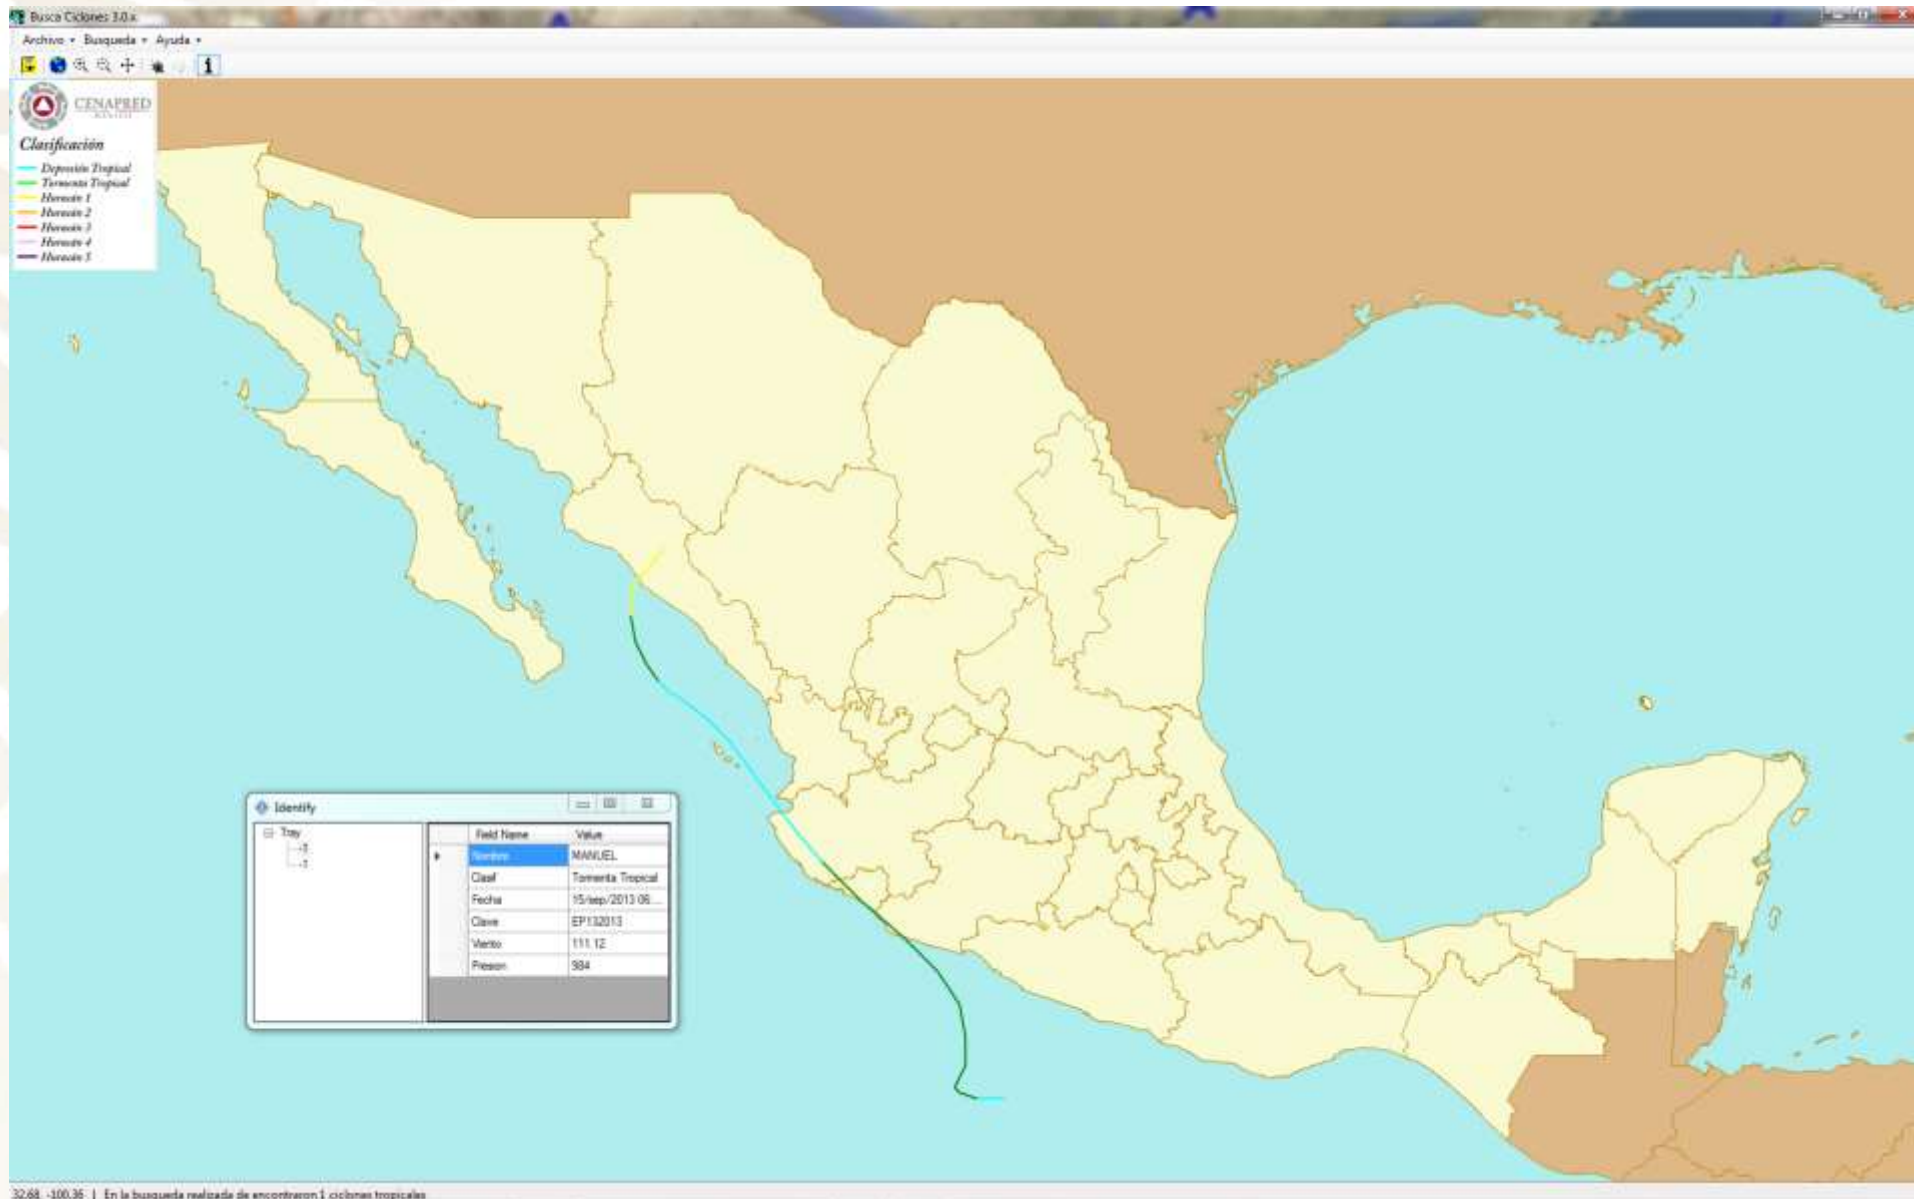 Busca Ciclones 3.0.x
Archivo Busqueda Ayuda
CENAPRED
MÉXICO
Clasificación
Depresión Tropical
Tormenta Tropical
Huracán 1
Huracán 2
Huracán 3
Huracán 4
Huracán 5
Identify
Tray
Field Name Value
Nombre MANUEL
Clasif Tormenta Tropical
Fecha 15/sep/2013 06:...
Clave EP132013
Viento 111.12
Presion 984
32.68, -100.36 | En la busqueda realizada de encontraron 1 ciclones tropicales